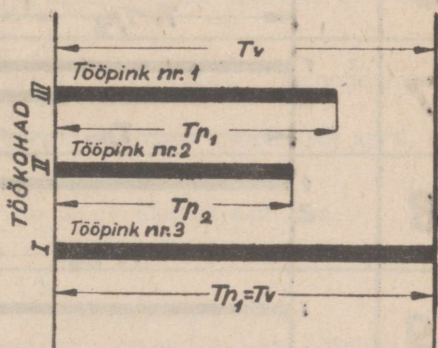 Tv
Tööpink nr. 1
III
Tp1
Tööpink nr. 2
II
Tp2
TÖÖKOHAD
Tööpink nr. 3
I
Tp1=Tv